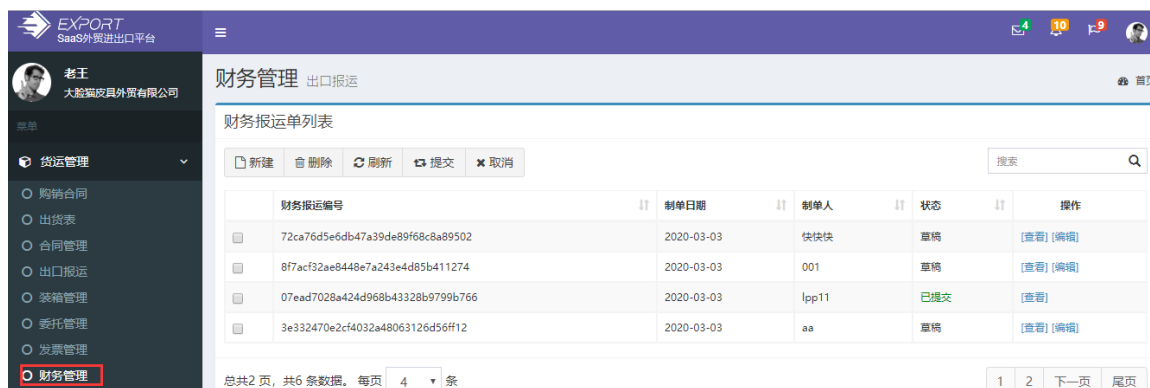 EXPORT
SaaS外贸进出口平台
4
10
9
老王
大脸猫皮具外贸有限公司
财务管理 出口报运
首页
菜单
财务报运单列表
货运管理
新建 删除 刷新 提交 取消
搜索
购销合同
出货表
合同管理
出口报运
装箱管理
委托管理
发票管理
财务管理
财务报运编号 制单日期 制单人 状态 操作
72ca76d5e6db47a39de89f68c8a89502 2020-03-03 快快快 草稿 [查看] [编辑]
8f7acf32ae8448e7a243e4d85b411274 2020-03-03 001 草稿 [查看] [编辑]
07ead7028a424d968b43328b9799b766 2020-03-03 lpp11 已提交 [查看]
3e332470e2cf4032a48063126d56ff12 2020-03-03 aa 草稿 [查看] [编辑]
总共2 页，共6 条数据。 每页 4 条
1 2 下一页 尾页